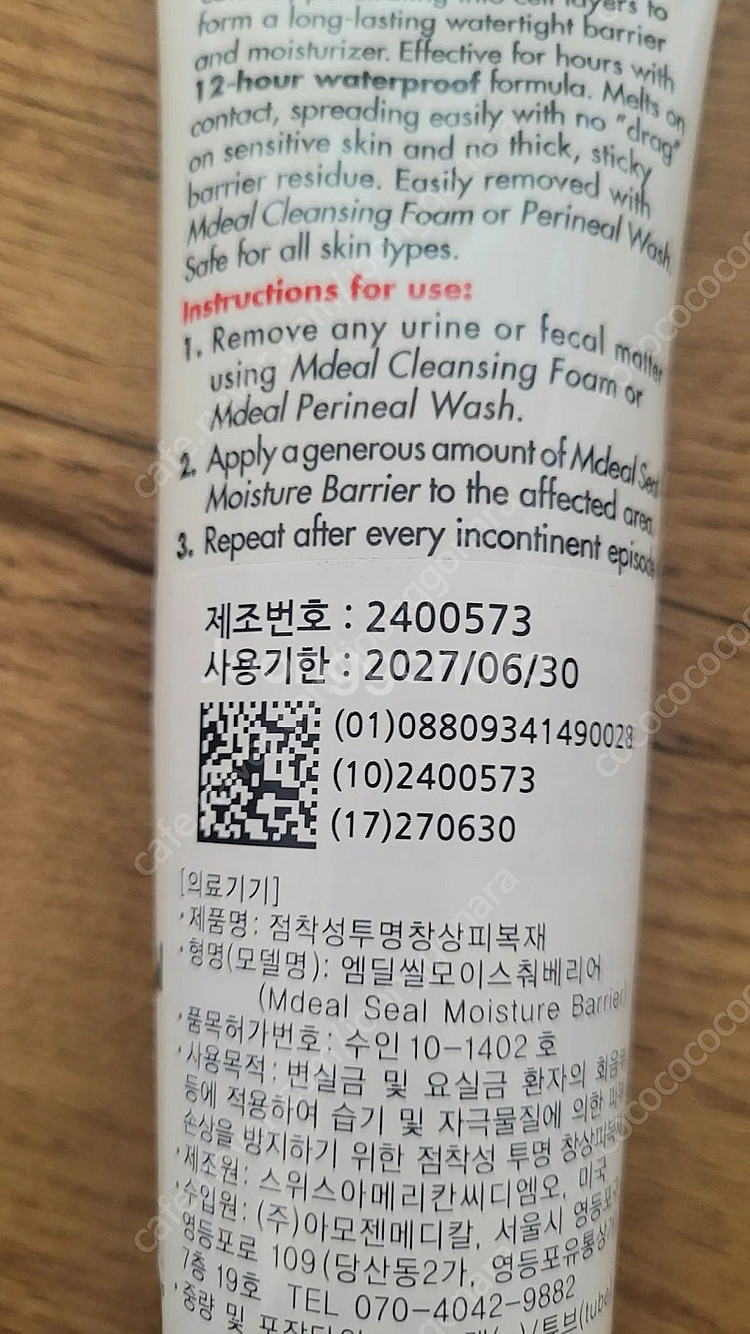 layers to
form a long-lasting watertight barrier
and moisturizer. Effective for hours with
12-hour waterproof formula. Melts on
contact, spreading easily with no "drag"
on sensitive skin and no thick, sticky
barrier residue. Easily removed with
Mdeal Cleansing Foam or Perineal Wash.
Safe for all skin types.
Instructions for use:
1. Remove any urine or fecal matter
using Mdeal Cleansing Foam or
Mdeal Perineal Wash.
2. Apply a generous amount of Mdeal
Moisture Barrier to the affected area.
3. Repeat after every incontinent
제조번호 : 2400573
사용기한 : 2027/06/30
(01)08809341490028
(10)2400573
(17)270630
[의료기기]
·제품명: 점착성투명창상피복재
·형명(모델명): 엠딜씰모이스춰베리어
(Mdeal Seal Moisture Barrier)
·품목허가번호: 수인 10-1402 호
·사용목적: 변실금 및 요실금 환자의
등에 적용하여 습기 및 자극물질에 의한
손상을 방지하기 위한 점착성 투명
·제조원: 스위스아메리칸씨디엠오, 미국
·수입원: (주)아모젠메디칼, 서울시 영등포구
영등포로 109(당산동2가, 영등포유통상가
7층 19호 TEL 070-4042-9882
·중량 및